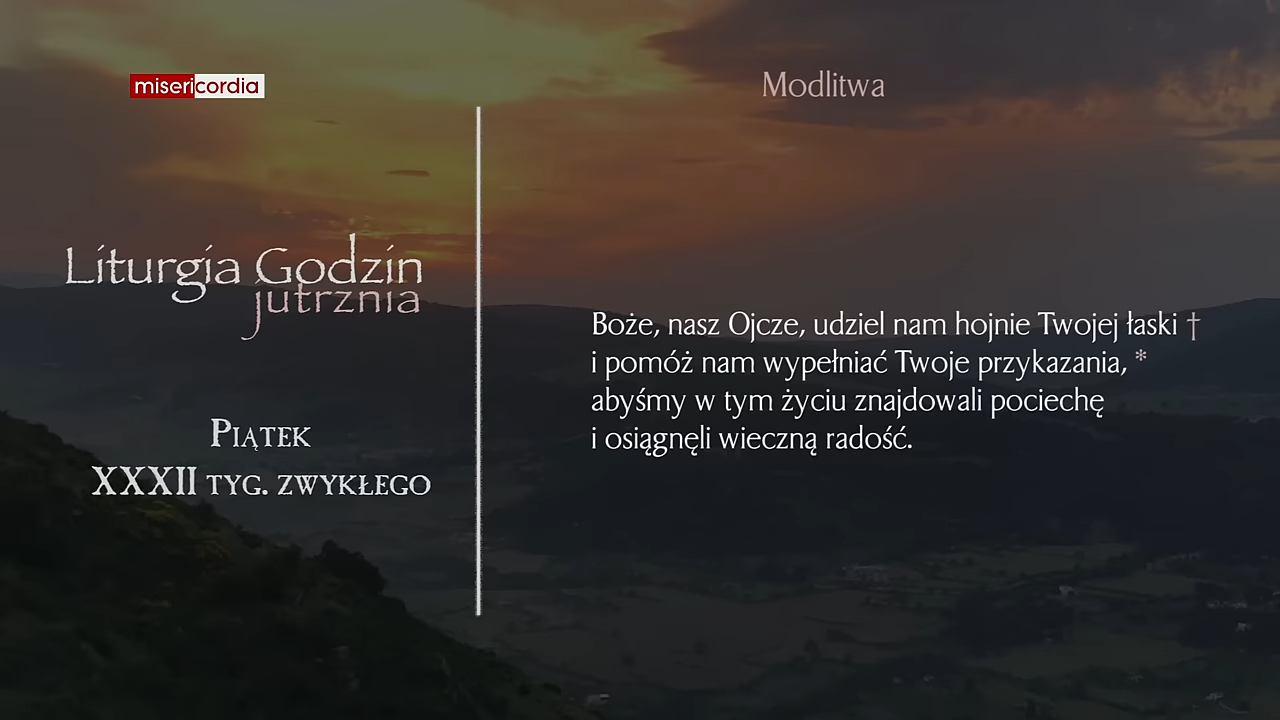 misericordia
Modlitwa
Liturgia Godzin
jutrznia
Piątek
XXXII tyg. zwykłego
Boże, nasz Ojcze, udziel nam hojnie Twojej łaski †
i pomóż nam wypełniać Twoje przykazania, *
abyśmy w tym życiu znajdowali pociechę
i osiągnęli wieczną radość.